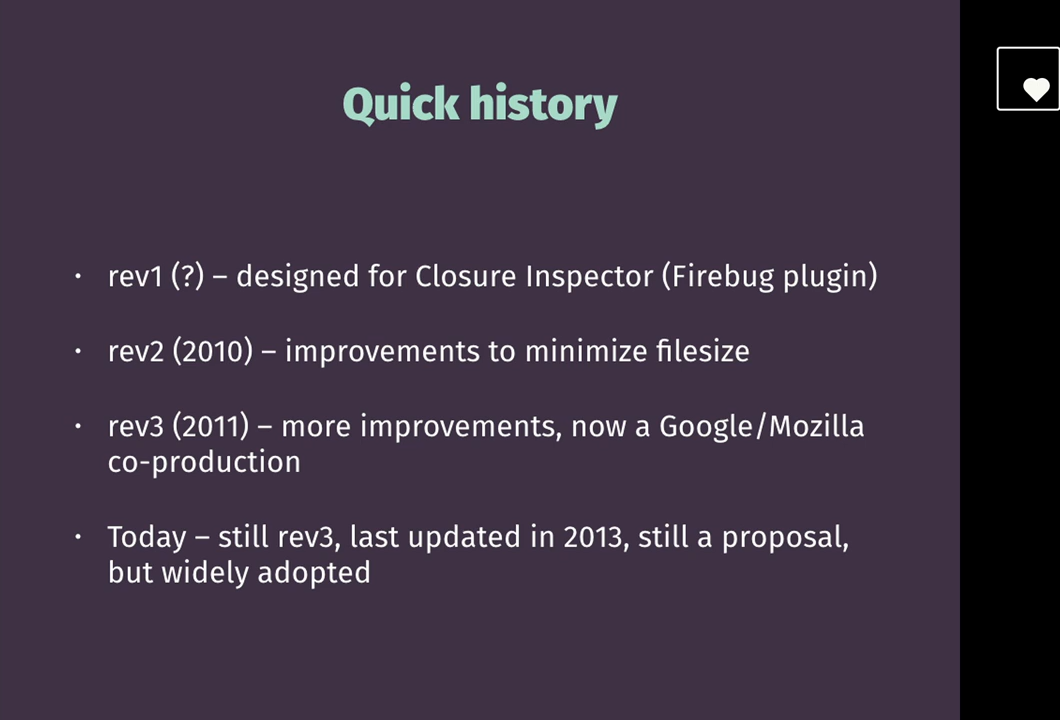 Quick history
· rev1 (?) – designed for Closure Inspector (Firebug plugin)
· rev2 (2010) – improvements to minimize filesize
· rev3 (2011) – more improvements, now a Google/Mozilla
co-production
· Today – still rev3, last updated in 2013, still a proposal,
but widely adopted